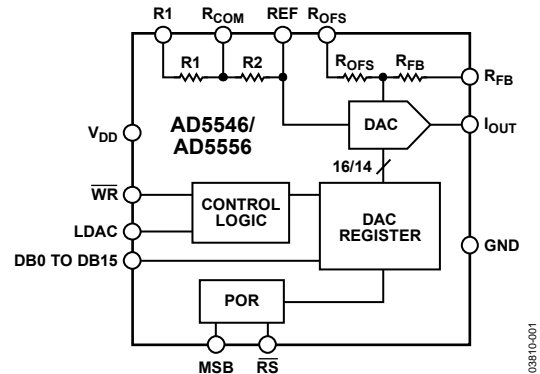 R1 RCOM REF ROFS
R1 R2 ROFS RFB
RFB
VDD
AD5546/
AD5556
DAC
IOUT
16/14
WR
CONTROL
LOGIC
LDAC
DAC
REGISTER
GND
DB0 TO DB15
POR
MSB RS
03810-001